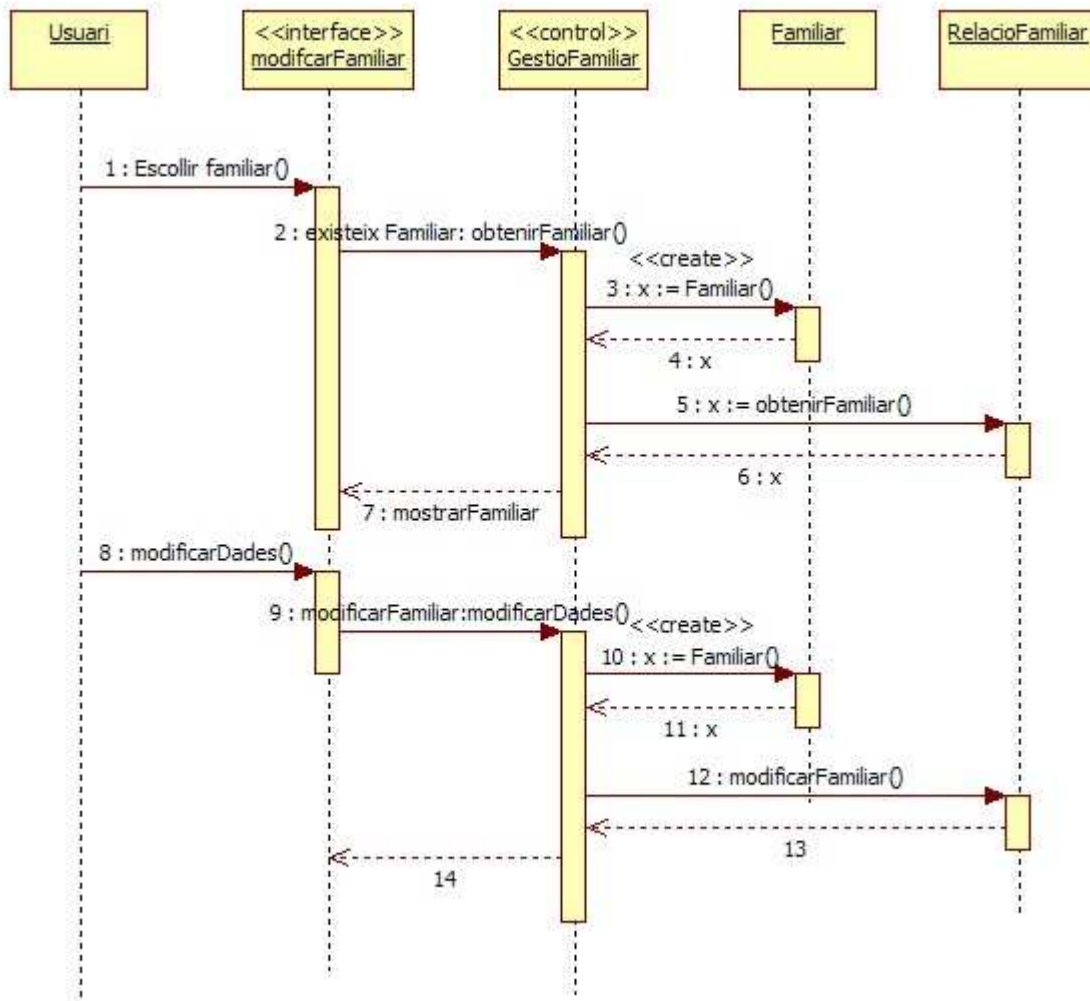 Usuari
<<interface>>
modifcarFamiliar
<<control>>
GestioFamiliar
Familiar
RelacioFamiliar
1 : Escollir familiar()
2 : existeix Familiar: obtenirFamiliar()
<<create>>
3 : x := Familiar()
4 : x
5 : x := obtenirFamiliar()
6 : x
7 : mostrarFamiliar
8 : modificarDades()
9 : modificarFamiliar:modificarDades()
<<create>>
10 : x := Familiar()
11 : x
12 : modificarFamiliar()
13
14